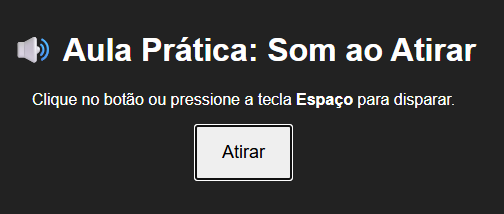 🔊 Aula Prática: Som ao Atirar
Clique no botão ou pressione a tecla Espaço para disparar.
Atirar